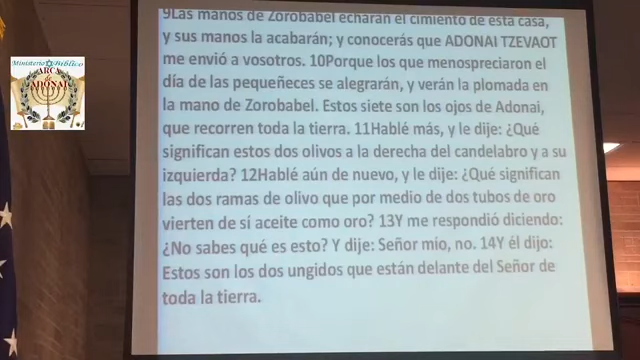 Ministerio Bíblico
ARCA
de
ADONAI
9Las manos de Zorobabel echarán el cimiento de esta casa,
y sus manos la acabarán; y conocerás que ADONAI TZEVAOT
me envió a vosotros. 10Porque los que menospreciaron el
día de las pequeñeces se alegrarán, y verán la plomada en
la mano de Zorobabel. Estos siete son los ojos de Adonai,
que recorren toda la tierra. 11Hablé más, y le dije: ¿Qué
significan estos dos olivos a la derecha del candelabro y a su
izquierda? 12Hablé aún de nuevo, y le dije: ¿Qué significan
las dos ramas de olivo que por medio de dos tubos de oro
vierten de sí aceite como oro? 13Y me respondió diciendo:
¿No sabes qué es esto? Y dije: Señor mío, no. 14Y él dijo:
Estos son los dos ungidos que están delante del Señor de
toda la tierra.